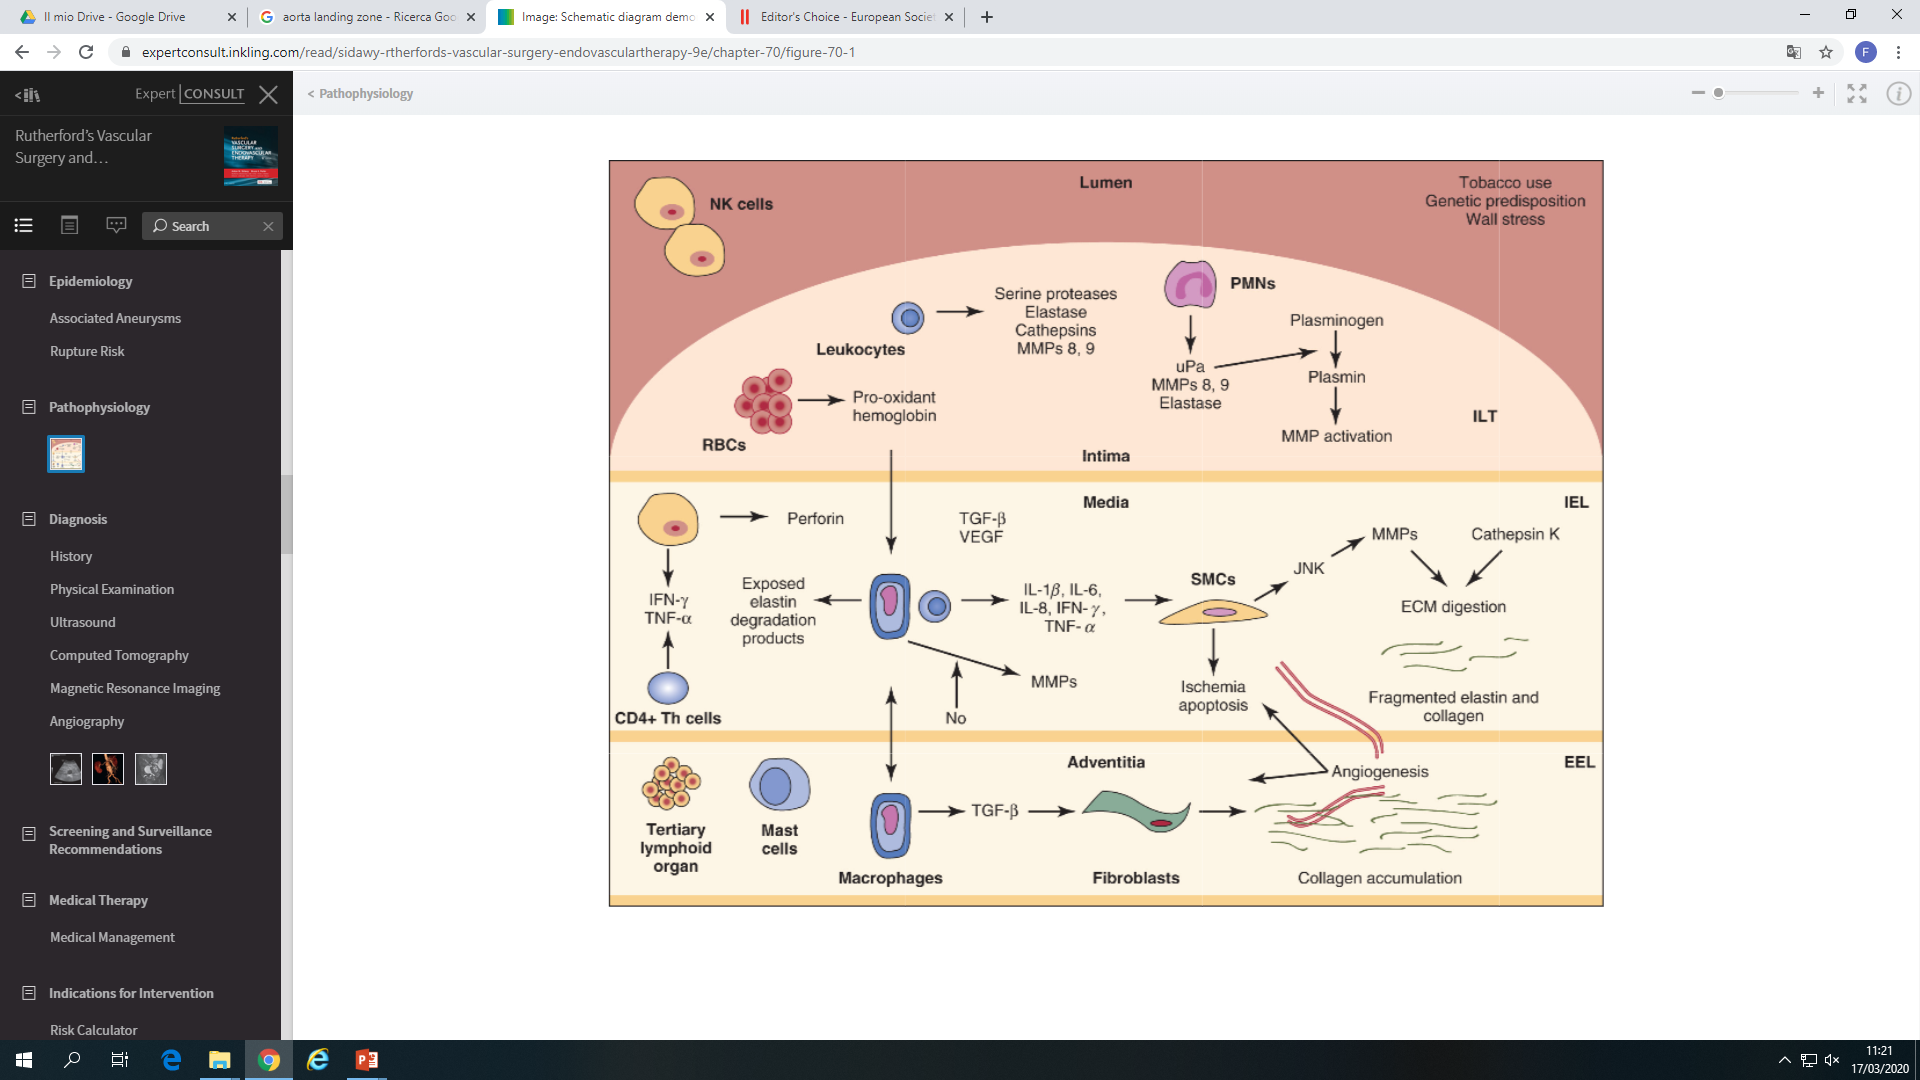 Il mio Drive - Google Drive
aorta landing zone - Ricerca Goo
Image: Schematic diagram demo
Editor's Choice - European Societ
expertconsult.inkling.com/read/sidawy-rtherfords-vascular-surgery-endovasculartherapy-9e/chapter-70/figure-70-1
F
Expert CONSULT
< Pathophysiology
Rutherford's Vascular
Surgery and…
VASCULAR
SURGERY AND
ENDOVASCULAR
THERAPY
Search
Epidemiology
Associated Aneurysms
Rupture Risk
Pathophysiology
Diagnosis
History
Physical Examination
Ultrasound
Computed Tomography
Magnetic Resonance Imaging
Angiography
Screening and Surveillance
Recommendations
Medical Therapy
Medical Management
Indications for Intervention
Risk Calculator
Lumen
NK cells
Tobacco use
Genetic predisposition
Wall stress
PMNs
Serine proteases
Elastase
Cathepsins
MMPs 8, 9
Leukocytes
Plasminogen
uPa
MMPs 8, 9
Elastase
Plasmin
Pro-oxidant
hemoglobin
RBCs
MMP activation
ILT
Intima
Media
IEL
Perforin
TGF-β
VEGF
MMPs
Cathepsin K
JNK
SMCs
IFN-γ
TNF-α
Exposed
elastin
degradation
products
IL-1β, IL-6,
IL-8, IFN-γ,
TNF-α
ECM digestion
MMPs
Ischemia
apoptosis
Fragmented elastin and
collagen
CD4+ Th cells
No
Adventitia
EEL
Angiogenesis
TGF-β
Tertiary
lymphoid
organ
Mast
cells
Macrophages
Fibroblasts
Collagen accumulation
11:21
17/03/2020